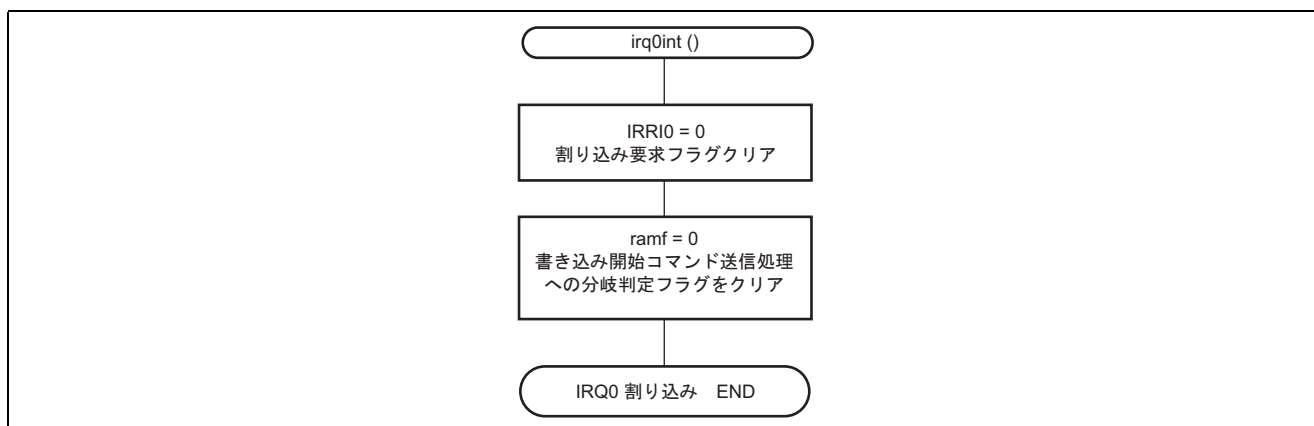 irq0int ()
IRRI0 = 0
割り込み要求フラグクリア
ramf = 0
書き込み開始コマンド送信処理
への分岐判定フラグをクリア
IRQ0 割り込み　END